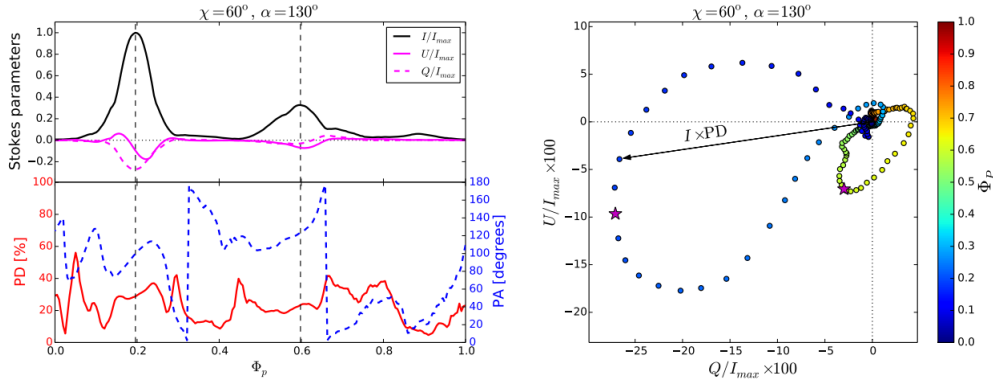 χ=60°, α=130°
Stokes parameters
1.0
0.8
0.6
0.4
0.2
0.0
−0.2
I/I_max
U/I_max
Q/I_max
PD [%]
100
80
60
40
20
0
PA [degrees]
180
160
140
120
100
80
60
40
20
0
0.0 0.2 0.4 0.6 0.8 1.0
Φ_p
χ=60°, α=130°
U/I_max ×100
10
5
0
−5
−10
−15
−20
I×PD
−25 −20 −15 −10 −5 0
Q/I_max ×100
1.0
0.9
0.8
0.7
0.6
0.5
0.4
0.3
0.2
0.1
0.0
Φ_p